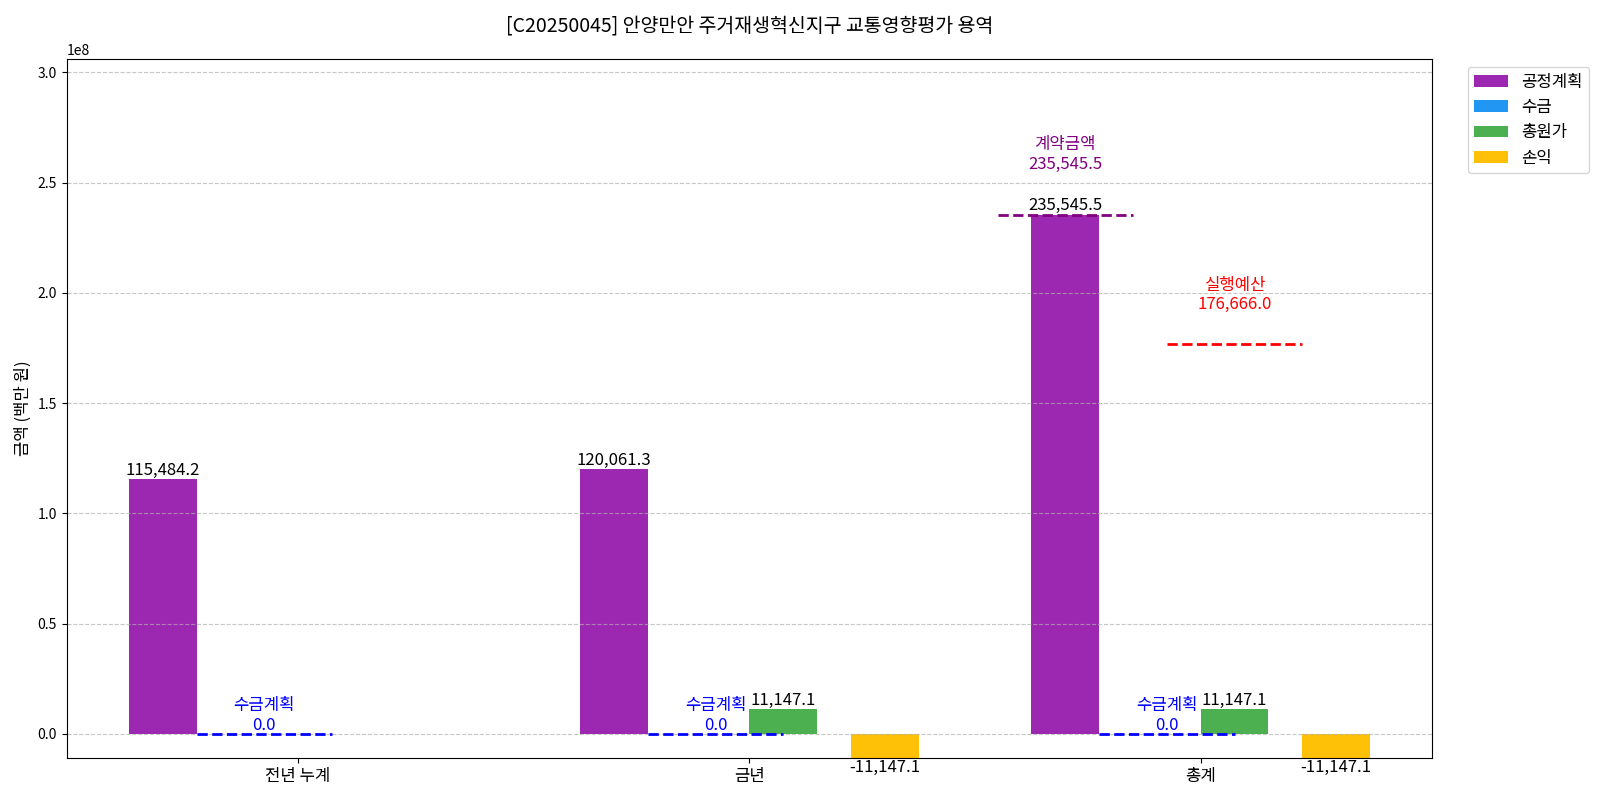 [C20250045] 안양만안 주거재생혁신지구 교통영향평가 용역
1e8
3.0
2.5
2.0
1.5
1.0
0.5
0.0
금액 (백만 원)
공정계획
수금
총원가
손익
115,484.2
수금계획
0.0
120,061.3
수금계획
0.0
11,147.1
-11,147.1
계약금액
235,545.5
235,545.5
실행예산
176,666.0
수금계획
0.0
11,147.1
-11,147.1
전년 누계
금년
총계